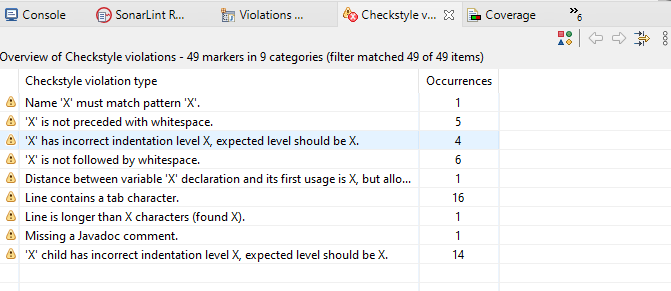 Console SonarLint R... Violations ... Checkstyle v... Coverage »6
Overview of Checkstyle violations - 49 markers in 9 categories (filter matched 49 of 49 items)
Checkstyle violation type Occurrences
Name 'X' must match pattern 'X'. 1
'X' is not preceded with whitespace. 5
'X' has incorrect indentation level X, expected level should be X. 4
'X' is not followed by whitespace. 6
Distance between variable 'X' declaration and its first usage is X, but allo... 1
Line contains a tab character. 16
Line is longer than X characters (found X). 1
Missing a Javadoc comment. 1
'X' child has incorrect indentation level X, expected level should be X. 14